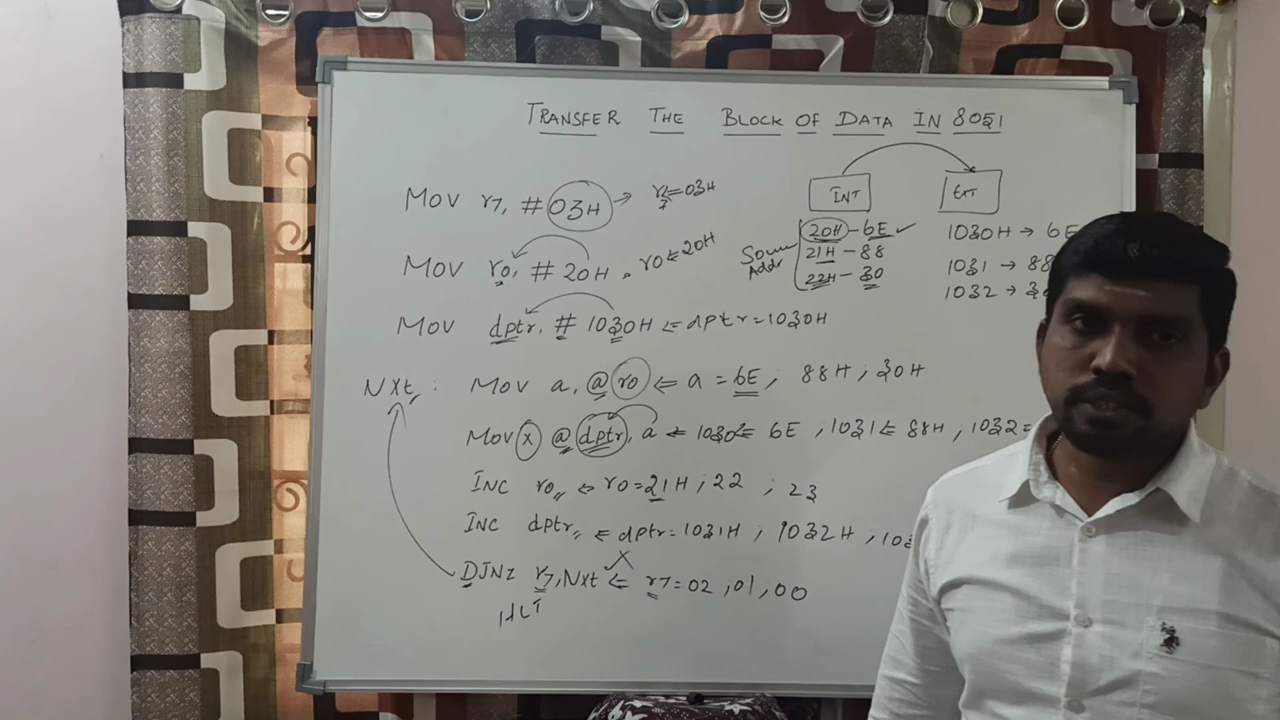 TRANSFER THE BLOCK OF DATA IN 8051
INT
EXT
MOV r7, #03H → r7=03H
20H-6E ✓
21H-88
22H-30
Addr
1030H → 6E
1031 → 88
1032 →
MOV r0, #20H . r0⇐20H
MOV dptr, # 1030H ⇐ dptr=1030H
Nxt : MOV a, @r0 ⇐ a = 6E, 88H, 30H
MOV x @dptr, a ⇐ 1030⇐ 6E, 1031⇐ 88H, 1032=
INC r0 ⇐ r0=21H, 22, 23
INC dptr ⇐ dptr=1031H, 1032H, 103
DJNZ r7, Nxt ⇐ r7=02, 01, 00
HLT